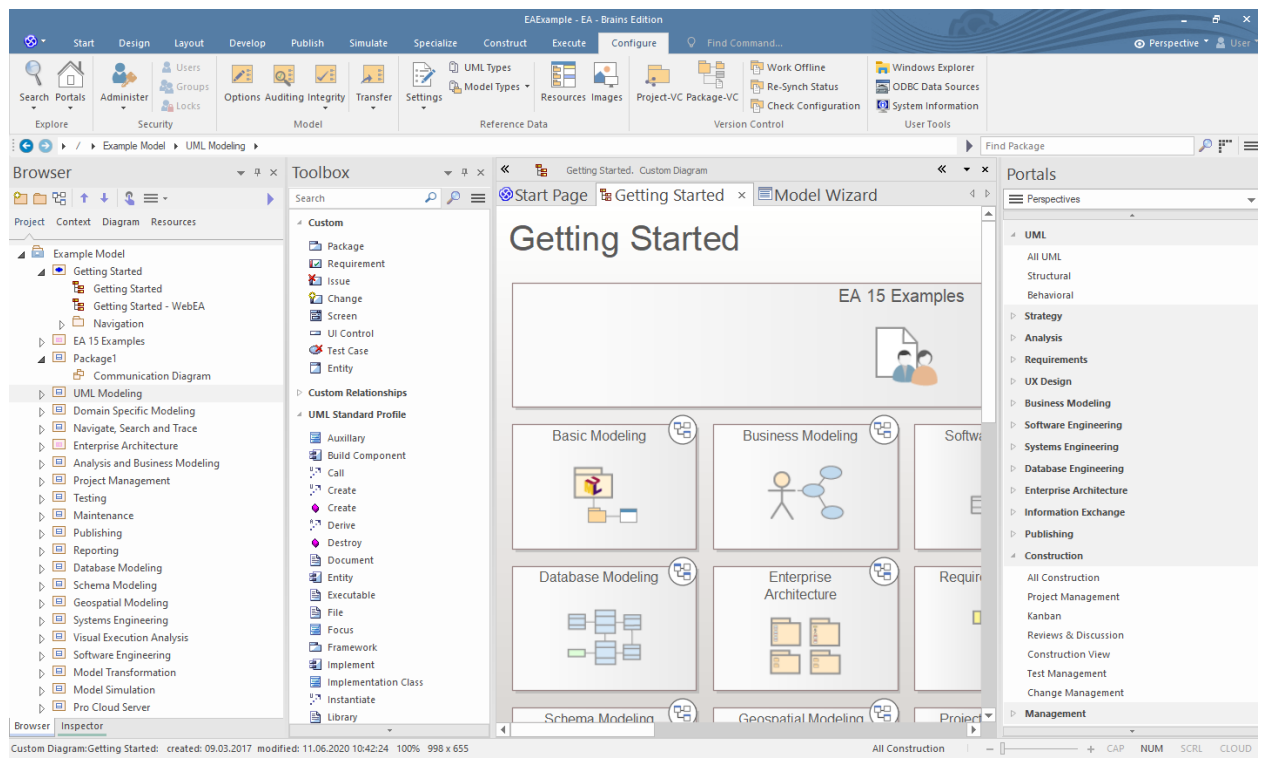 EAExample - EA - Brains Edition
Start Design Layout Develop Publish Simulate Specialize Construct Execute Configure Find Command... Perspective User
Search Portals Administer Users Groups Locks Options Auditing Integrity Transfer Settings UML Types Model Types Resources Images Project-VC Package-VC Work Offline Re-Synch Status Check Configuration Windows Explorer ODBC Data Sources System Information
Explore Security Model Reference Data Version Control User Tools
/ Example Model UML Modeling Find Package
Browser
Project Context Diagram Resources
Example Model
Getting Started
Getting Started
Getting Started - WebEA
Navigation
EA 15 Examples
Package1
Communication Diagram
UML Modeling
Domain Specific Modeling
Navigate, Search and Trace
Enterprise Architecture
Analysis and Business Modeling
Project Management
Testing
Maintenance
Publishing
Reporting
Database Modeling
Schema Modeling
Geospatial Modeling
Systems Engineering
Visual Execution Analysis
Software Engineering
Model Transformation
Model Simulation
Pro Cloud Server
Browser Inspector
Toolbox
Search
Custom
Package
Requirement
Issue
Change
Screen
UI Control
Test Case
Entity
Custom Relationships
UML Standard Profile
Auxillary
Build Component
Call
Create
Create
Derive
Destroy
Document
Entity
Executable
File
Focus
Framework
Implement
Implementation Class
Instantiate
Library
Getting Started. Custom Diagram
Start Page Getting Started × Model Wizard
Getting Started
EA 15 Examples
Basic Modeling Business Modeling Softwa
Database Modeling Enterprise Requir
Architecture
Schema Modeling Geospatial Modeling Project
Portals
Perspectives
UML
All UML
Structural
Behavioral
Strategy
Analysis
Requirements
UX Design
Business Modeling
Software Engineering
Systems Engineering
Database Engineering
Enterprise Architecture
Information Exchange
Publishing
Construction
All Construction
Project Management
Kanban
Reviews & Discussion
Construction View
Test Management
Change Management
Management
Custom Diagram:Getting Started: created: 09.03.2017 modified: 11.06.2020 10:42:24 100% 998 x 655 All Construction CAP NUM SCRL CLOUD